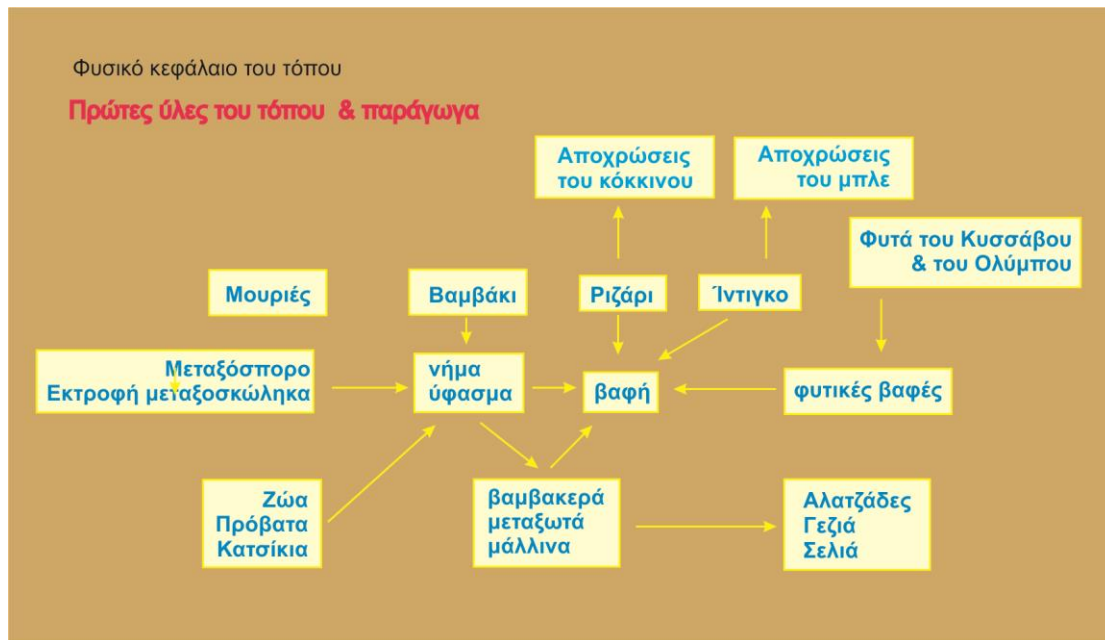 Φυσικό κεφάλαιο του τόπου
Πρώτες ύλες του τόπου & παράγωγα
Αποχρώσεις
του κόκκινου
Αποχρώσεις
του μπλε
Φυτά του Κυσσάβου
& του Ολύμπου
Μουριές
Βαμβάκι
Ριζάρι
Ίντιγκο
Μεταξόσπορο
Εκτροφή μεταξοσκώληκα
νήμα
ύφασμα
βαφή
φυτικές βαφές
Ζώα
Πρόβατα
Κατσίκια
βαμβακερά
μεταξωτά
μάλλινα
Αλατζάδες
Γεζιά
Σελιά